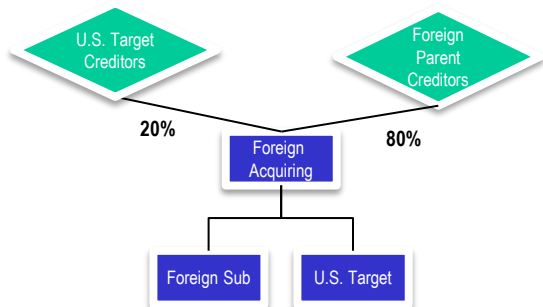 U.S. Target
Creditors
Foreign
Parent
Creditors
20%
80%
Foreign
Acquiring
Foreign Sub
U.S. Target